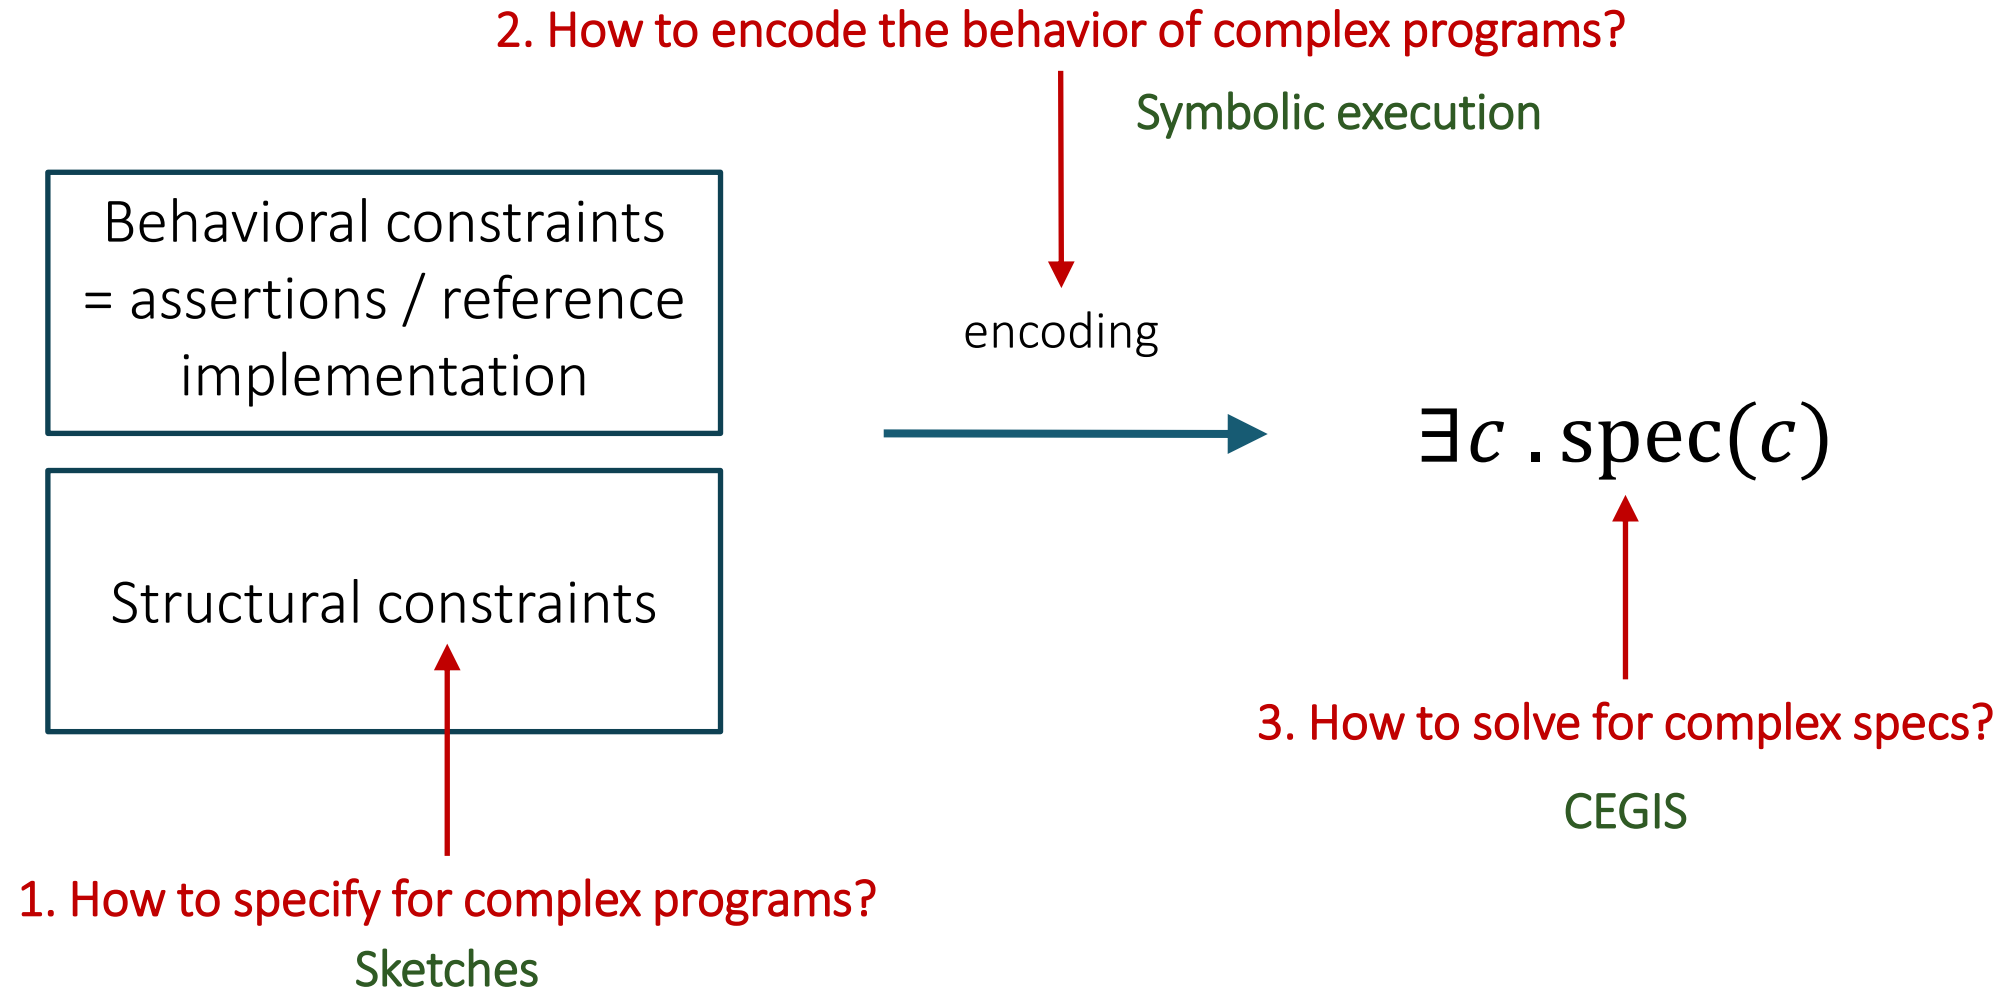 2. How to encode the behavior of complex programs?
Symbolic execution
Behavioral constraints
= assertions / reference
implementation
encoding
∃c . spec(c)
Structural constraints
3. How to solve for complex specs?
CEGIS
1. How to specify for complex programs?
Sketches